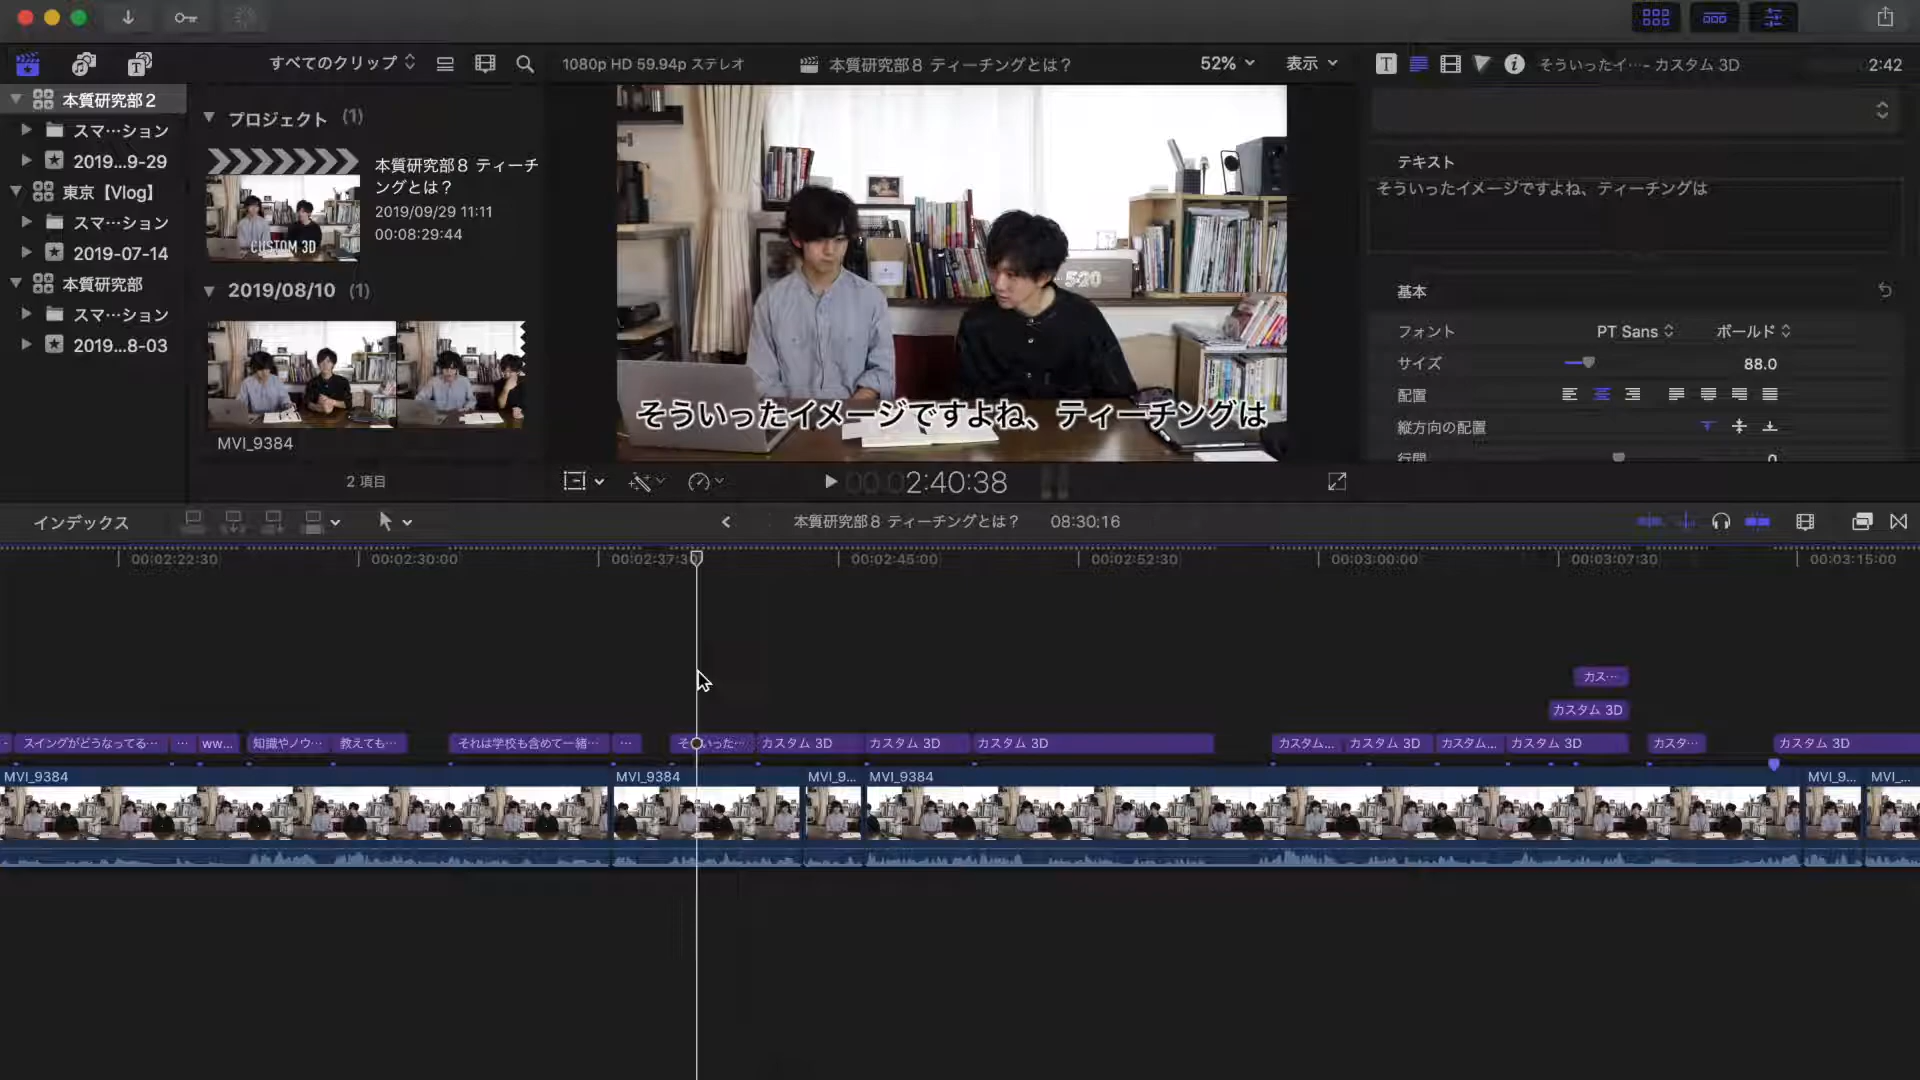 すべてのクリップ
1080p HD 59.94p ステレオ
本質研究部８ ティーチングとは？
52%
表示
そういったイ…- カスタム 3D
2:42
本質研究部２
スマ…ション
2019...9-29
東京【Vlog】
スマ…ション
2019-07-14
本質研究部
スマ…ション
2019...8-03
プロジェクト (1)
CUSTOM 3D
本質研究部８ ティーチ
ングとは？
2019/09/29 11:11
00:08:29:44
2019/08/10 (1)
MVI_9384
2 項目
520
そういったイメージですよね、ティーチングは
00:0 2:40:38
テキスト
そういったイメージですよね、ティーチングは
基本
フォント PT Sans ボールド
サイズ 88.0
配置
縦方向の配置
行間 0
インデックス
本質研究部８ ティーチングとは？ 08:30:16
00:02:22:30 00:02:30:00 00:02:37:30 00:02:45:00 00:02:52:30 00:03:00:00 00:03:07:30 00:03:15:00
カス…
カスタム 3D
スイングがどうなってる… … ww... 知識やノウ… 教えても… それは学校も含めて一緒… … そういった… カスタム 3D カスタム 3D カスタム 3D カスタム... カスタム 3D カスタム... カスタム 3D カスタ… カスタム 3D
MVI_9384 MVI_9384 MVI_9... MVI_9384 MVI_9... MVI_...